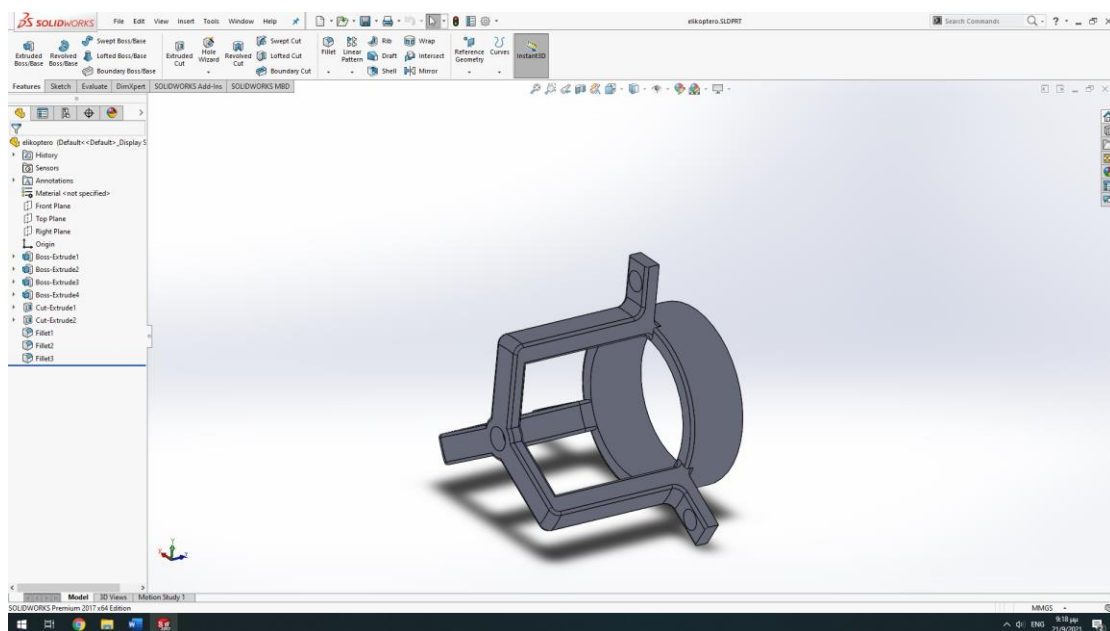 SOLIDWORKS File Edit View Insert Tools Window Help elikoptero.SLDPRT Search Commands
Extruded Boss/Base
Revolved Boss/Base
Swept Boss/Base
Lofted Boss/Base
Boundary Boss/Base
Extruded Cut
Hole Wizard
Revolved Cut
Swept Cut
Lofted Cut
Boundary Cut
Fillet
Linear Pattern
Rib
Draft
Shell
Wrap
Intersect
Mirror
Reference Geometry
Curves
Instant3D
Features Sketch Evaluate DimXpert SOLIDWORKS Add-Ins SOLIDWORKS MBD
elikoptero (Default<<Default>_Display S
History
Sensors
Annotations
Material <not specified>
Front Plane
Top Plane
Right Plane
Origin
Boss-Extrude1
Boss-Extrude2
Boss-Extrude3
Boss-Extrude4
Cut-Extrude1
Cut-Extrude2
Fillet1
Fillet2
Fillet3
Model 3D Views Motion Study 1
SOLIDWORKS Premium 2017 x64 Edition MMGS
ENG 9:18 μμ
21/9/2021